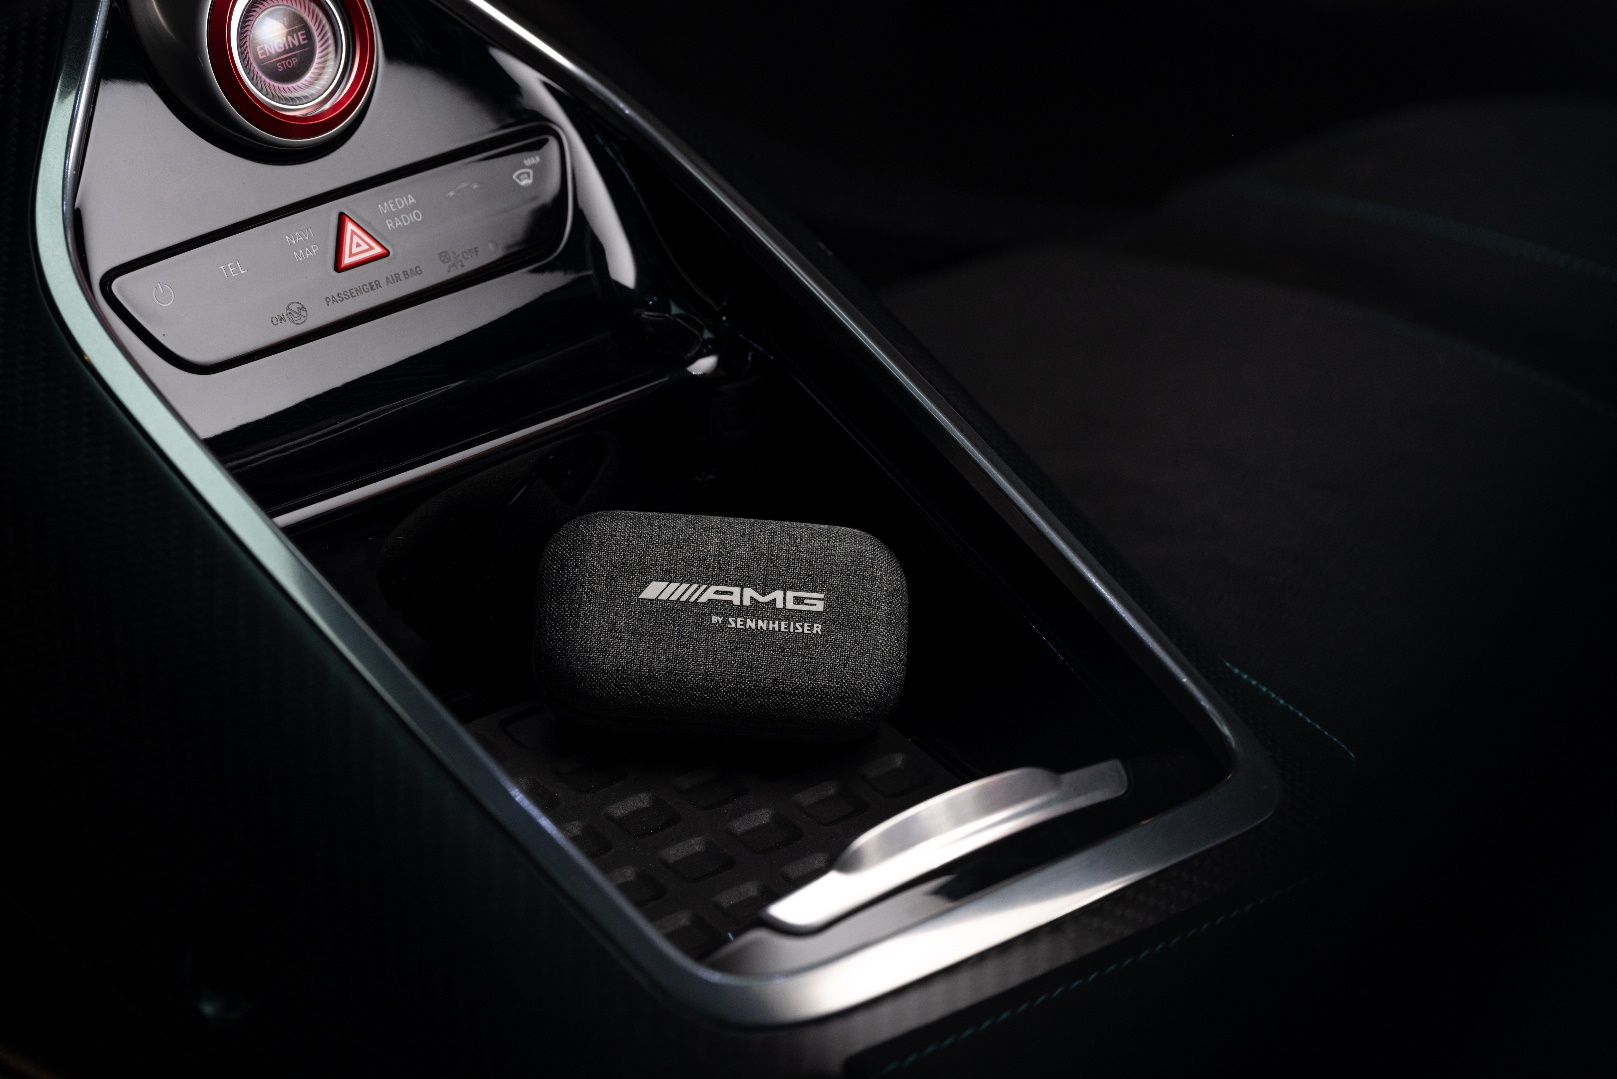 ENGINE
STOP
MAX
MEDIA
RADIO
NAVI
MAP
TEL
OFF
PASSENGER AIR BAG
ON
AMG
BY SENNHEISER